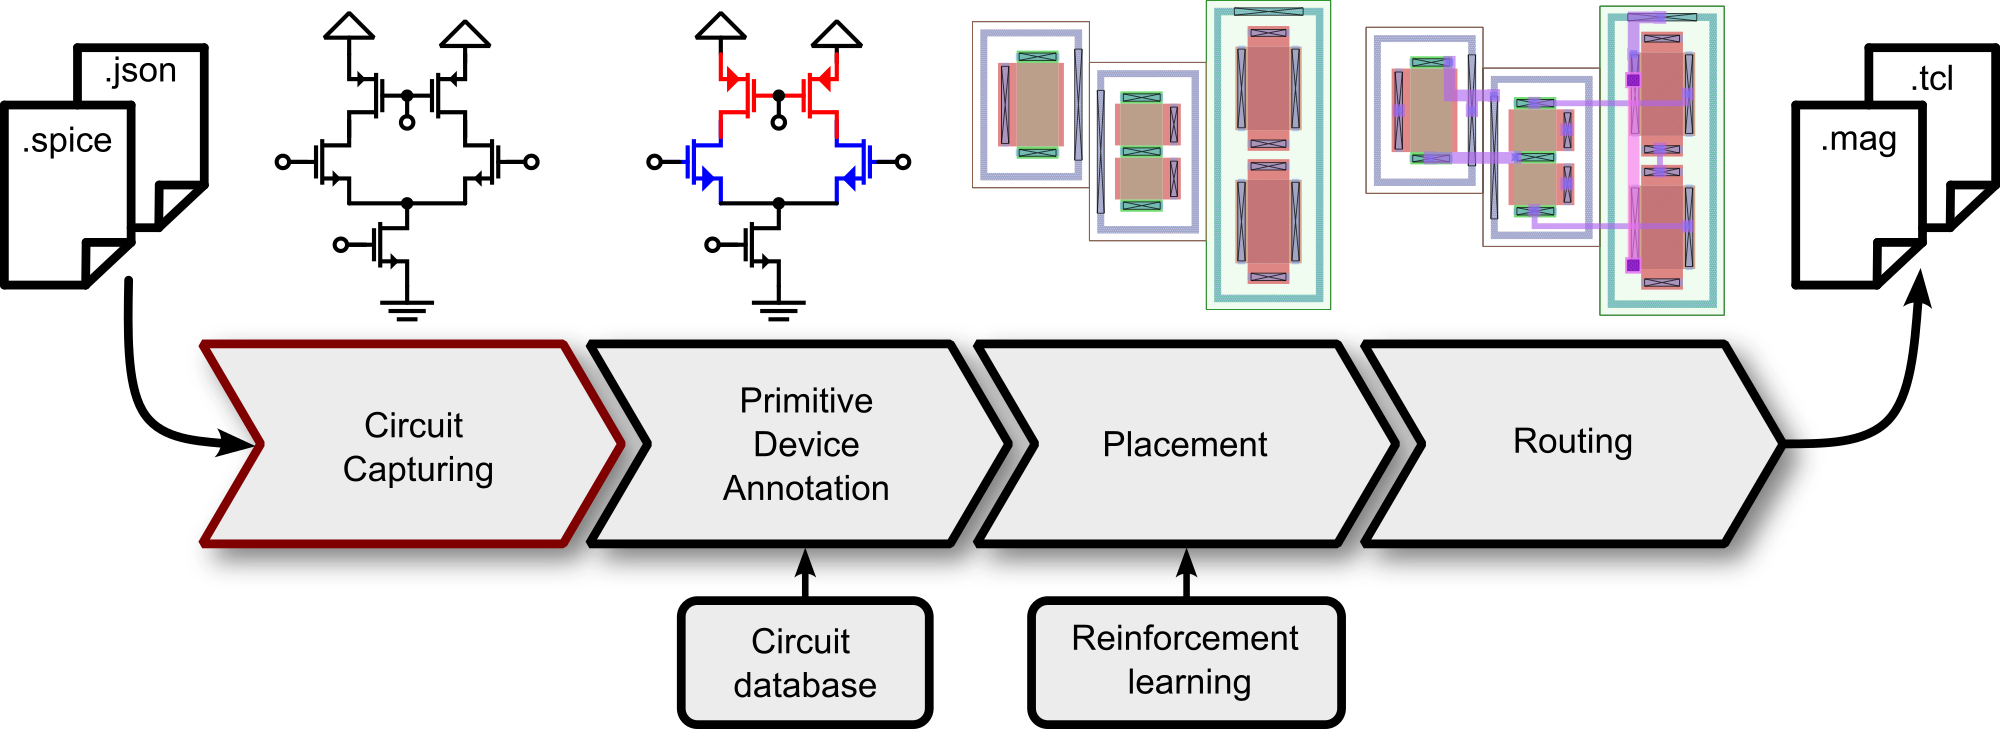 .json
.spice
.tcl
.mag
Circuit
Capturing
Primitive
Device
Annotation
Placement
Routing
Circuit
database
Reinforcement
learning